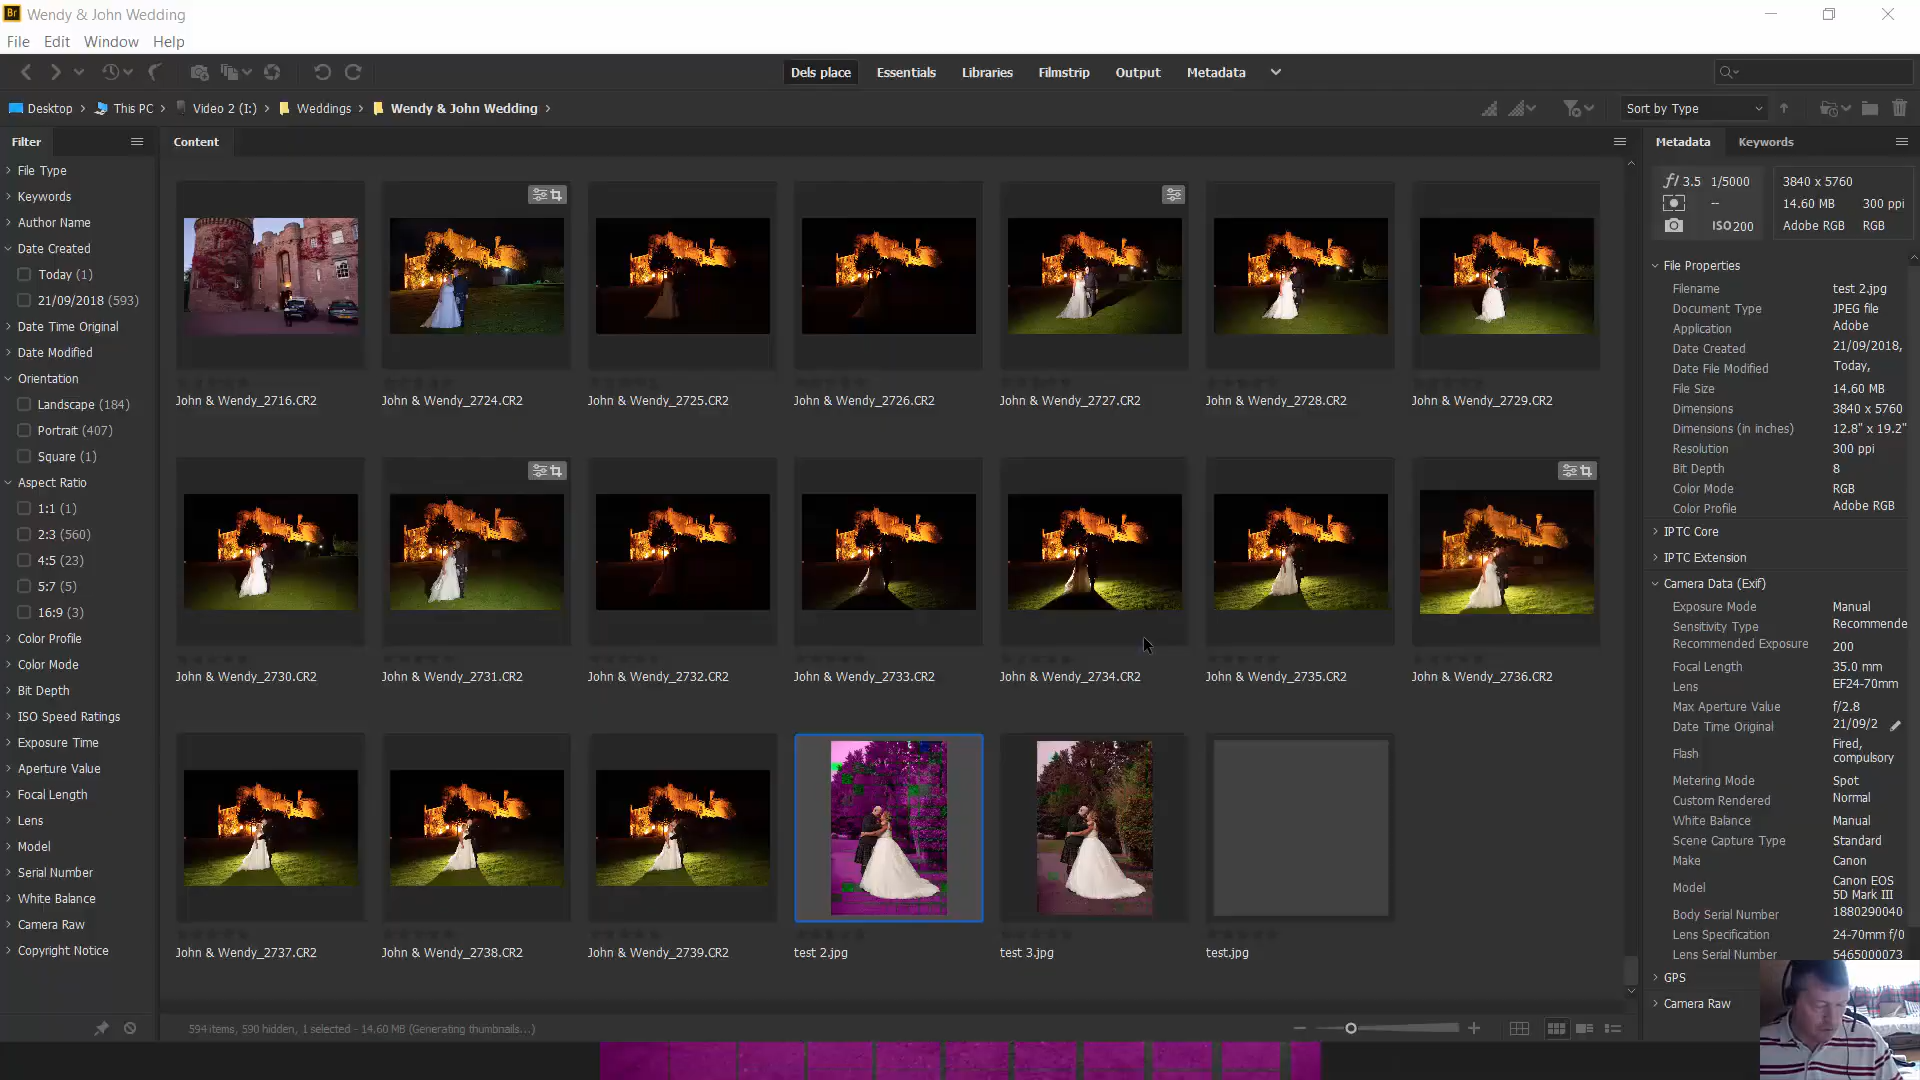 Br Wendy & John Wedding
File Edit Window Help
Dels place Essentials Libraries Filmstrip Output Metadata
Desktop This PC Video 2 (I:) Weddings Wendy & John Wedding Sort by Type
Filter
File Type
Keywords
Author Name
Date Created
Today (1)
21/09/2018 (593)
Date Time Original
Date Modified
Orientation
Landscape (184)
Portrait (407)
Square (1)
Aspect Ratio
1:1 (1)
2:3 (560)
4:5 (23)
5:7 (5)
16:9 (3)
Color Profile
Color Mode
Bit Depth
ISO Speed Ratings
Exposure Time
Aperture Value
Focal Length
Lens
Model
Serial Number
White Balance
Camera Raw
Copyright Notice
Content
John & Wendy_2716.CR2 John & Wendy_2724.CR2 John & Wendy_2725.CR2 John & Wendy_2726.CR2 John & Wendy_2727.CR2 John & Wendy_2728.CR2 John & Wendy_2729.CR2
John & Wendy_2730.CR2 John & Wendy_2731.CR2 John & Wendy_2732.CR2 John & Wendy_2733.CR2 John & Wendy_2734.CR2 John & Wendy_2735.CR2 John & Wendy_2736.CR2
John & Wendy_2737.CR2 John & Wendy_2738.CR2 John & Wendy_2739.CR2 test 2.jpg test 3.jpg test.jpg
594 items, 590 hidden, 1 selected - 14.60 MB (Generating thumbnails...)
Metadata Keywords
f/ 3.5 1/5000 3840 x 5760
-- 14.60 MB 300 ppi
ISO200 Adobe RGB RGB
File Properties
Filename test 2.jpg
Document Type JPEG file
Application Adobe
Date Created 21/09/2018,
Date File Modified Today,
File Size 14.60 MB
Dimensions 3840 x 5760
Dimensions (in inches) 12.8" x 19.2"
Resolution 300 ppi
Bit Depth 8
Color Mode RGB
Color Profile Adobe RGB
IPTC Core
IPTC Extension
Camera Data (Exif)
Exposure Mode Manual
Sensitivity Type Recommende
Recommended Exposure 200
Focal Length 35.0 mm
Lens EF24-70mm
Max Aperture Value f/2.8
Date Time Original 21/09/2
Flash Fired, compulsory
Metering Mode Spot
Custom Rendered Normal
White Balance Manual
Scene Capture Type Standard
Make Canon
Model Canon EOS 5D Mark III
Body Serial Number 1880290040
Lens Specification 24-70mm f/0
Lens Serial Number 5465000073
GPS
Camera Raw